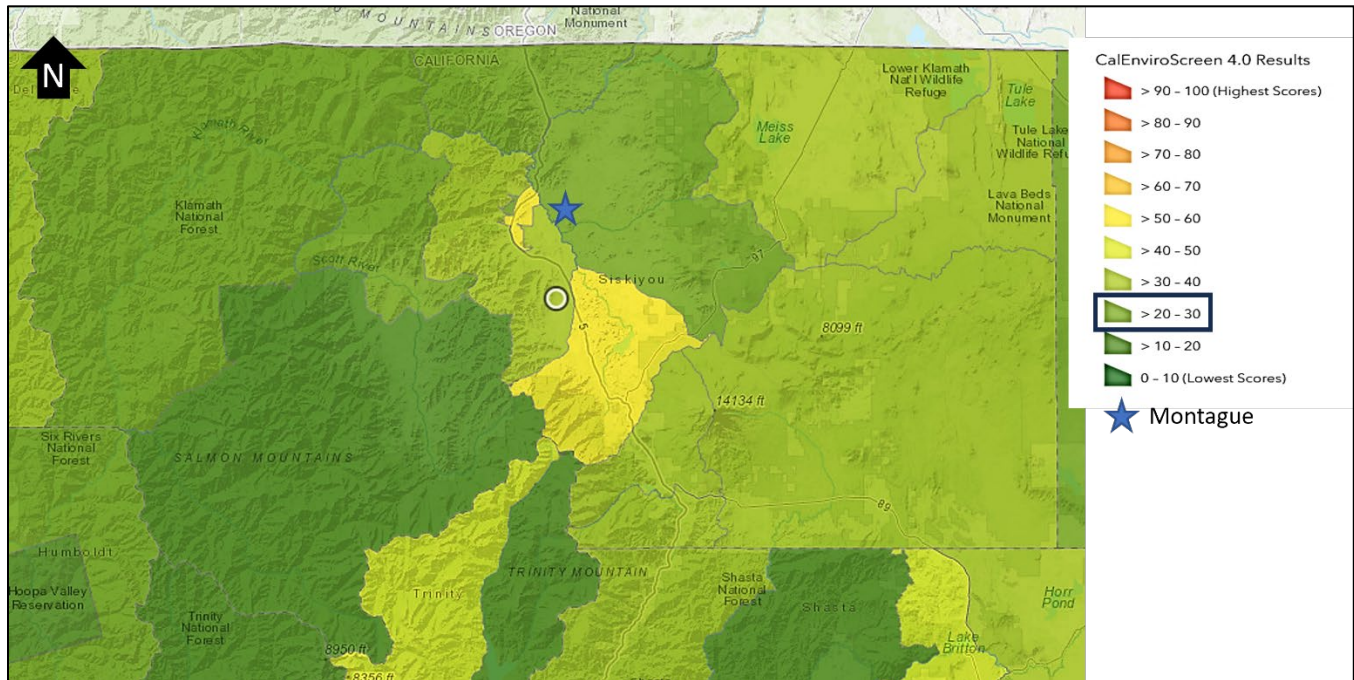 National
Monument
MOUNTAINS
OREGON
CALIFORNIA
N
Klamath River
Lower Klamath
Nat'l Wildlife
Refuge
Tule
Lake
Meiss
Lake
Tule Lake
National
Wildlife Refu
Klamath
National
Forest
Lava Beds
National
Monument
Scott River
Siskiyou
97
5
8099 ft
14134 ft
Six Rivers
National
Forest
SALMON MOUNTAINS
89
Humboldt
Hoopa Valley
Reservation
TRINITY MOUNTAIN
Trinity
Shasta
National
Forest
Shasta
Horr
Pond
Trinity
National
Forest
Lake
Britton
8950 ft
8356 ft
CalEnviroScreen 4.0 Results
> 90 - 100 (Highest Scores)
> 80 - 90
> 70 - 80
> 60 - 70
> 50 - 60
> 40 - 50
> 30 - 40
> 20 - 30
> 10 - 20
0 - 10 (Lowest Scores)
Montague